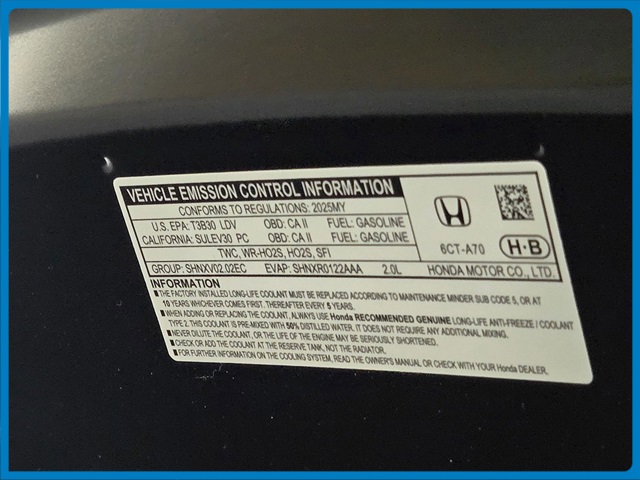 VEHICLE EMISSION CONTROL INFORMATION
CONFORMS TO REGULATIONS: 2025MY
U.S. EPA: T3B30 LDV OBD: CA II FUEL: GASOLINE
CALIFORNIA: SULEV30 PC OBD: CA II FUEL: GASOLINE
TWC, WR-HO2S, HO2S, SFI
GROUP: SHNXV02.02EC EVAP: SHNXR0122AAA 2.0L
6CT-A70
H·B
HONDA MOTOR CO., LTD.
INFORMATION
■ THE FACTORY INSTALLED LONG-LIFE COOLANT MUST BE REPLACED ACCORDING TO MAINTENANCE MINDER SUB CODE 5, OR AT
10 YEARS WHICHEVER COMES FIRST. THEREAFTER EVERY 5 YEARS.
■ WHEN ADDING OR REPLACING THE COOLANT, ALWAYS USE Honda RECOMMENDED GENUINE LONG-LIFE ANTI-FREEZE / COOLANT
TYPE 2. THIS COOLANT IS PRE-MIXED WITH 50% DISTILLED WATER. IT DOES NOT REQUIRE ANY ADDITIONAL MIXING.
■ NEVER DILUTE THE COOLANT, OR THE LIFE OF THE ENGINE MAY BE SERIOUSLY SHORTENED.
■ CHECK OR ADD THE COOLANT AT THE RESERVE TANK, NOT THE RADIATOR.
■ FOR FURTHER INFORMATION ON THE COOLING SYSTEM, READ THE OWNER'S MANUAL OR CHECK WITH YOUR Honda DEALER.